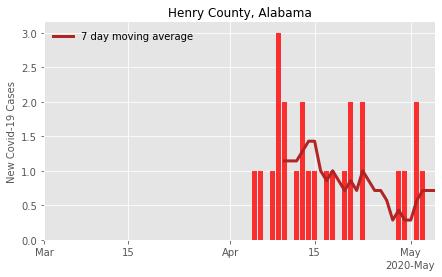 Henry County, Alabama
7 day moving average
New Covid-19 Cases
3.0
2.5
2.0
1.5
1.0
0.5
0.0
Mar 15 Apr 15 May
2020-May